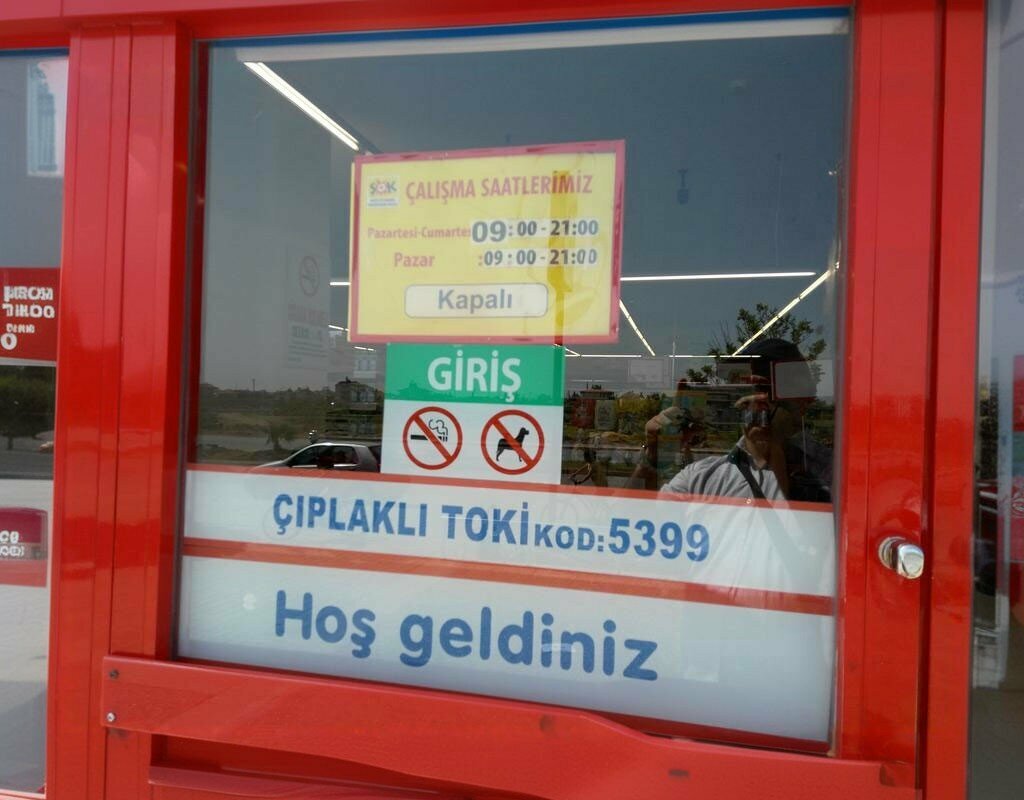 ŞOK
ÇALIŞMA SAATLERİMİZ
Pazartesi-Cumartesi 09:00-21:00
Pazar :09:00-21:00
Kapalı
GİRİŞ
ÇIPLAKLI TOKİ KOD:5399
Hoş geldiniz